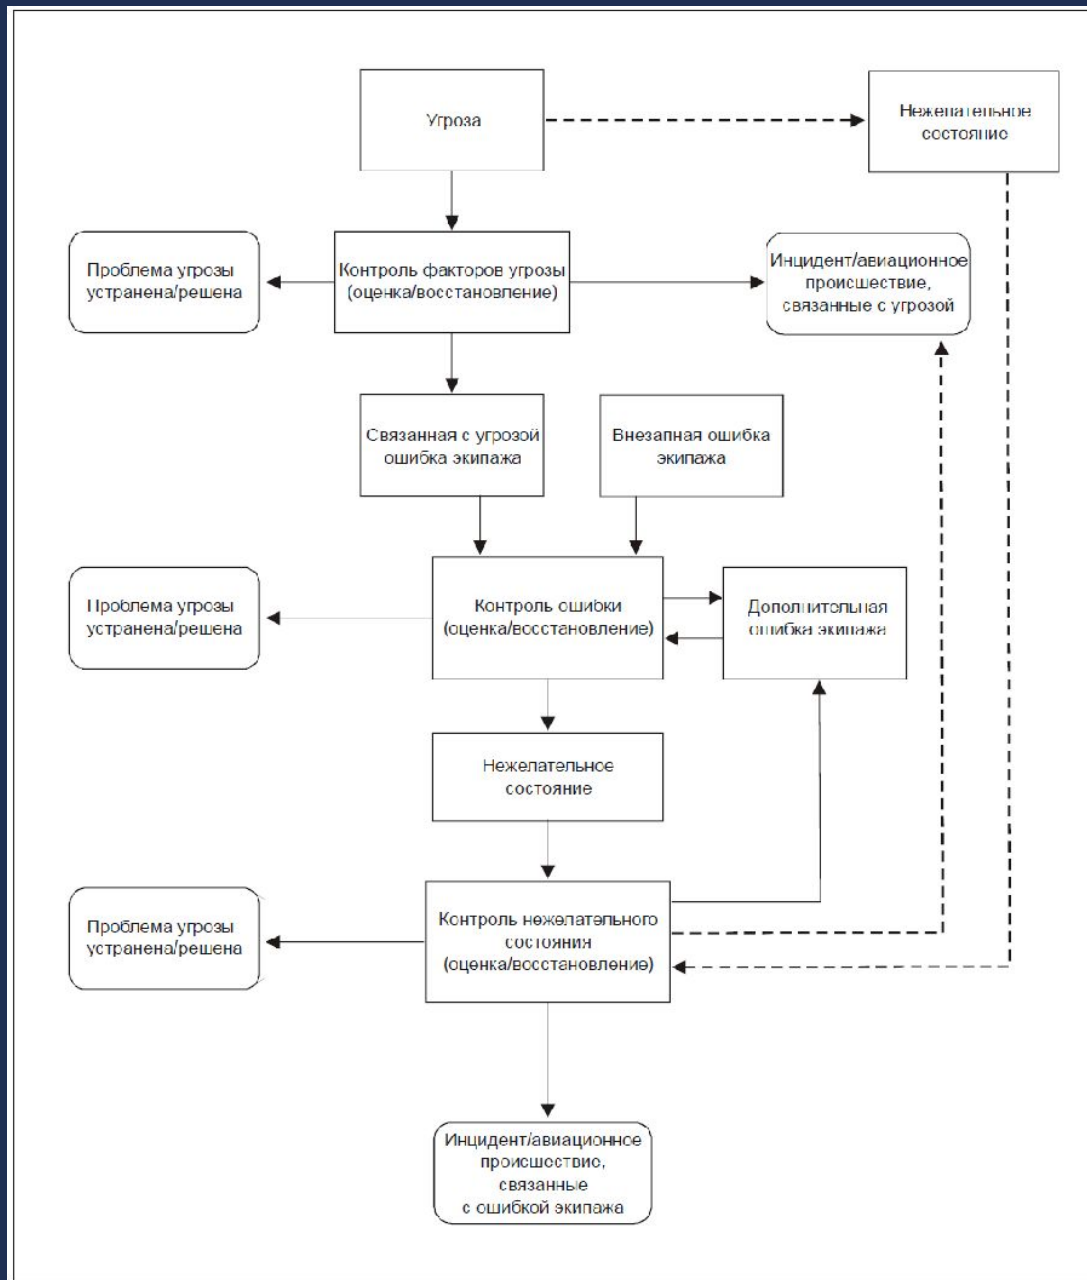 Угроза
Нежелательное
состояние
Проблема угрозы
устранена/решена
Контроль факторов угрозы
(оценка/восстановление)
Инцидент/авиационное
происшествие,
связанные с угрозой
Связанная с угрозой
ошибка экипажа
Внезапная ошибка
экипажа
Проблема угрозы
устранена/решена
Контроль ошибки
(оценка/восстановление)
Дополнительная
ошибка экипажа
Нежелательное
состояние
Проблема угрозы
устранена/решена
Контроль нежелательного
состояния
(оценка/восстановление)
Инцидент/авиационное
происшествие,
связанные
с ошибкой экипажа